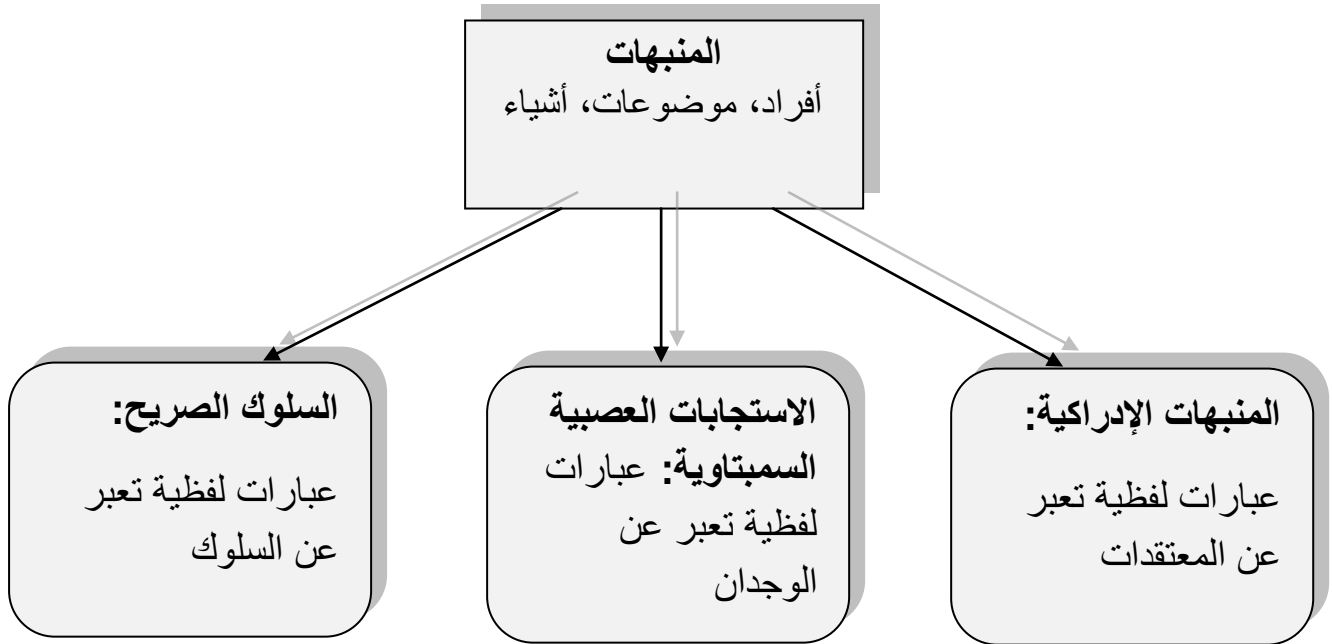 المنبهات
أفراد، موضوعات، أشياء
المنبهات الإدراكية:
عبارات لفظية تعبر
عن المعتقدات
الاستجابات العصبية
السمبتاوية: عبارات
لفظية تعبر عن
الوجدان
السلوك الصريح:
عبارات لفظية تعبر
عن السلوك